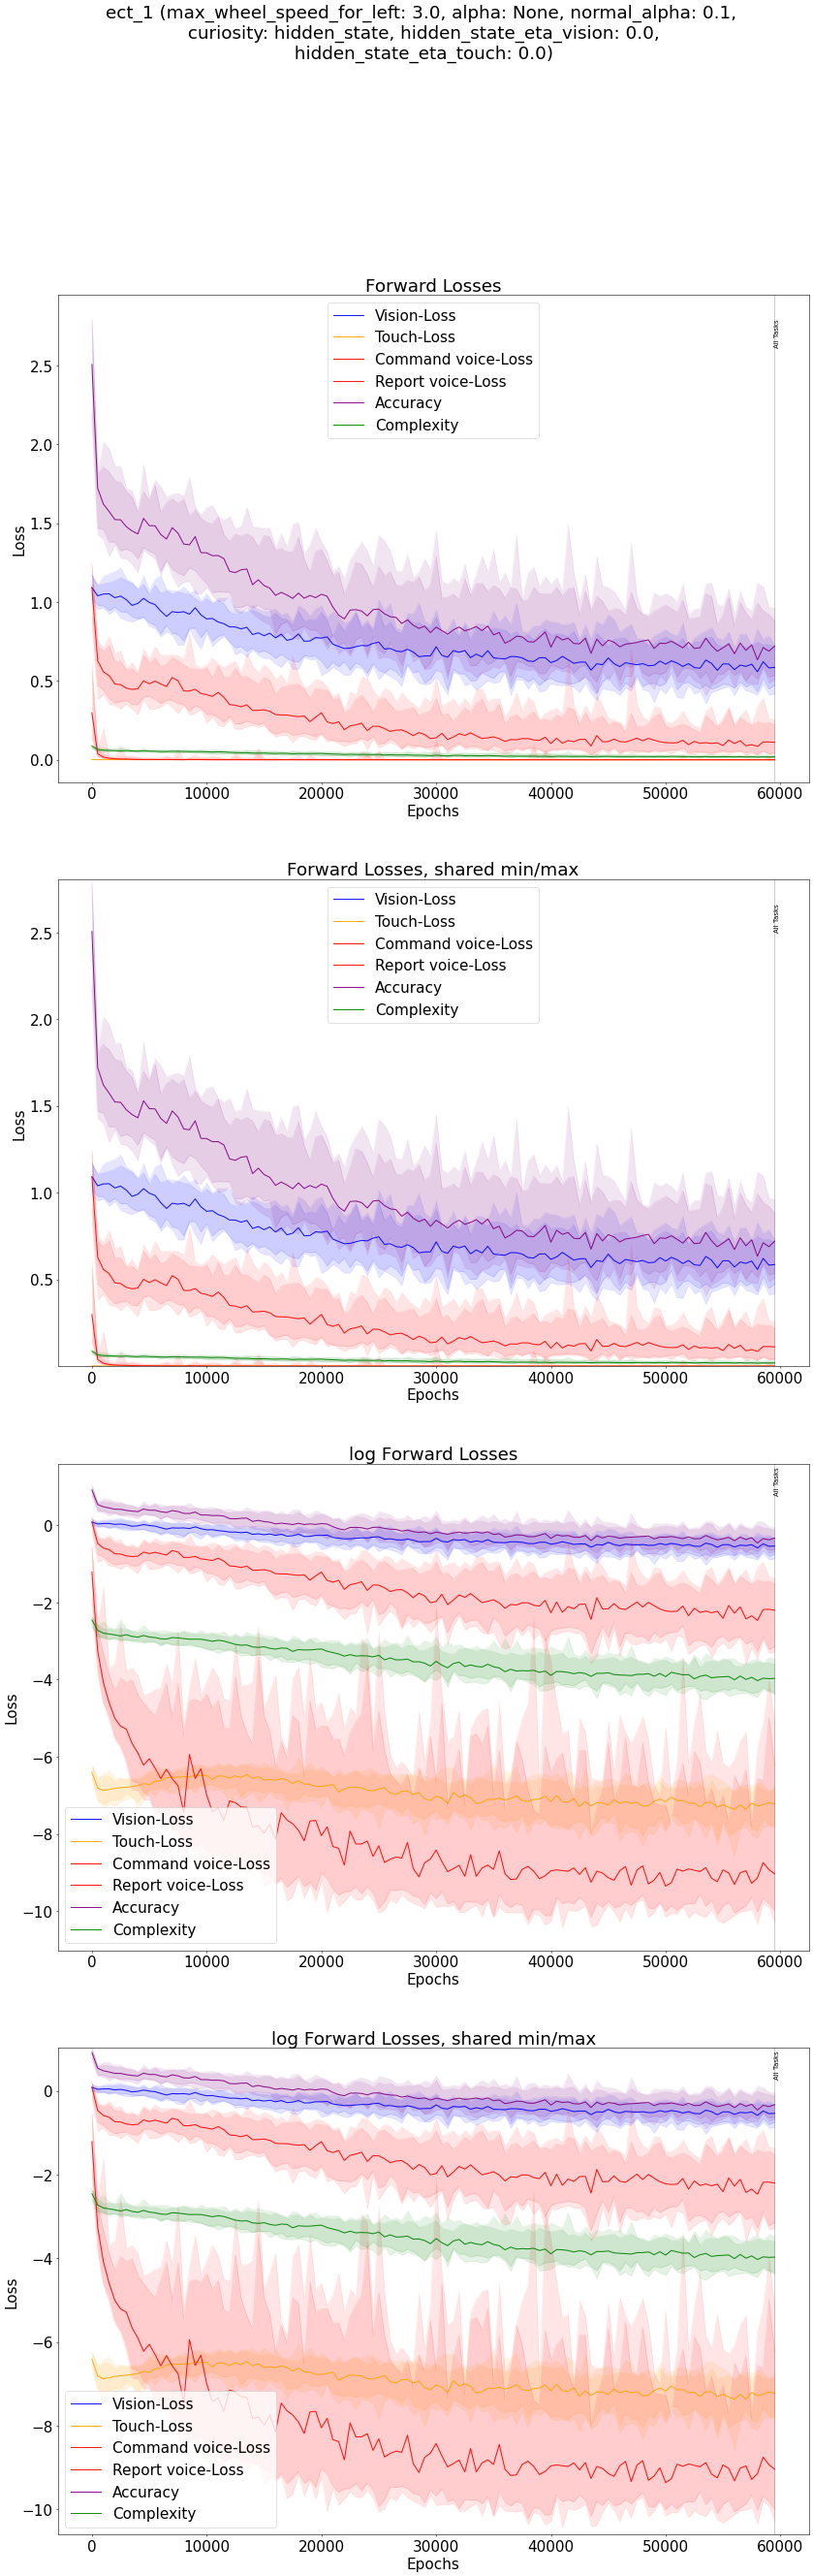 ect_1 (max_wheel_speed_for_left: 3.0, alpha: None, normal_alpha: 0.1,
curiosity: hidden_state, hidden_state_eta_vision: 0.0,
hidden_state_eta_touch: 0.0)
Forward Losses
Vision-Loss
Touch-Loss
Command voice-Loss
Report voice-Loss
Accuracy
Complexity
All Tasks
2.5
2.0
1.5
1.0
0.5
0.0
Loss
0 10000 20000 30000 40000 50000 60000
Epochs
Forward Losses, shared min/max
Vision-Loss
Touch-Loss
Command voice-Loss
Report voice-Loss
Accuracy
Complexity
All Tasks
2.5
2.0
1.5
1.0
0.5
Loss
0 10000 20000 30000 40000 50000 60000
Epochs
log Forward Losses
All Tasks
0
−2
−4
−6
−8
−10
Loss
Vision-Loss
Touch-Loss
Command voice-Loss
Report voice-Loss
Accuracy
Complexity
0 10000 20000 30000 40000 50000 60000
Epochs
log Forward Losses, shared min/max
All Tasks
0
−2
−4
−6
−8
−10
Loss
Vision-Loss
Touch-Loss
Command voice-Loss
Report voice-Loss
Accuracy
Complexity
0 10000 20000 30000 40000 50000 60000
Epochs